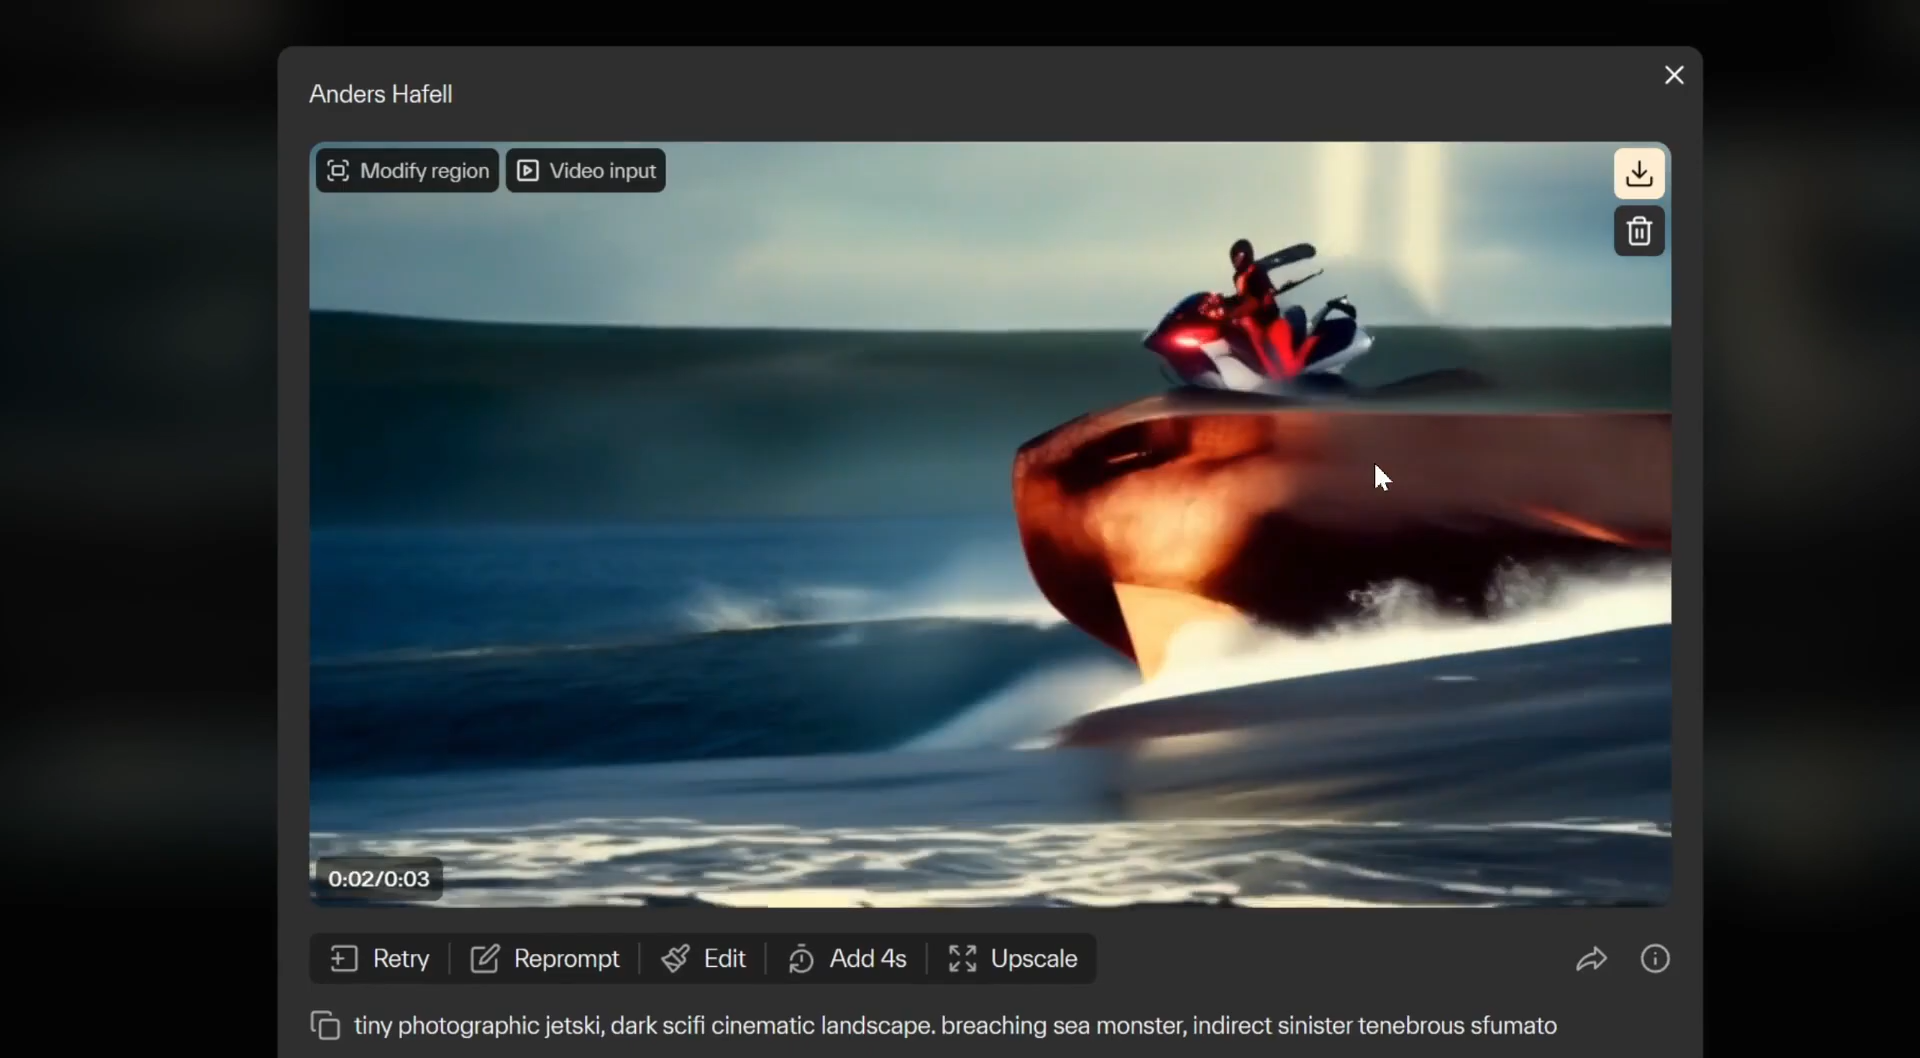 Anders Hafell
Modify region
Video input
0:02/0:03
Retry
Reprompt
Edit
Add 4s
Upscale
tiny photographic jetski, dark scifi cinematic landscape. breaching sea monster, indirect sinister tenebrous sfumato